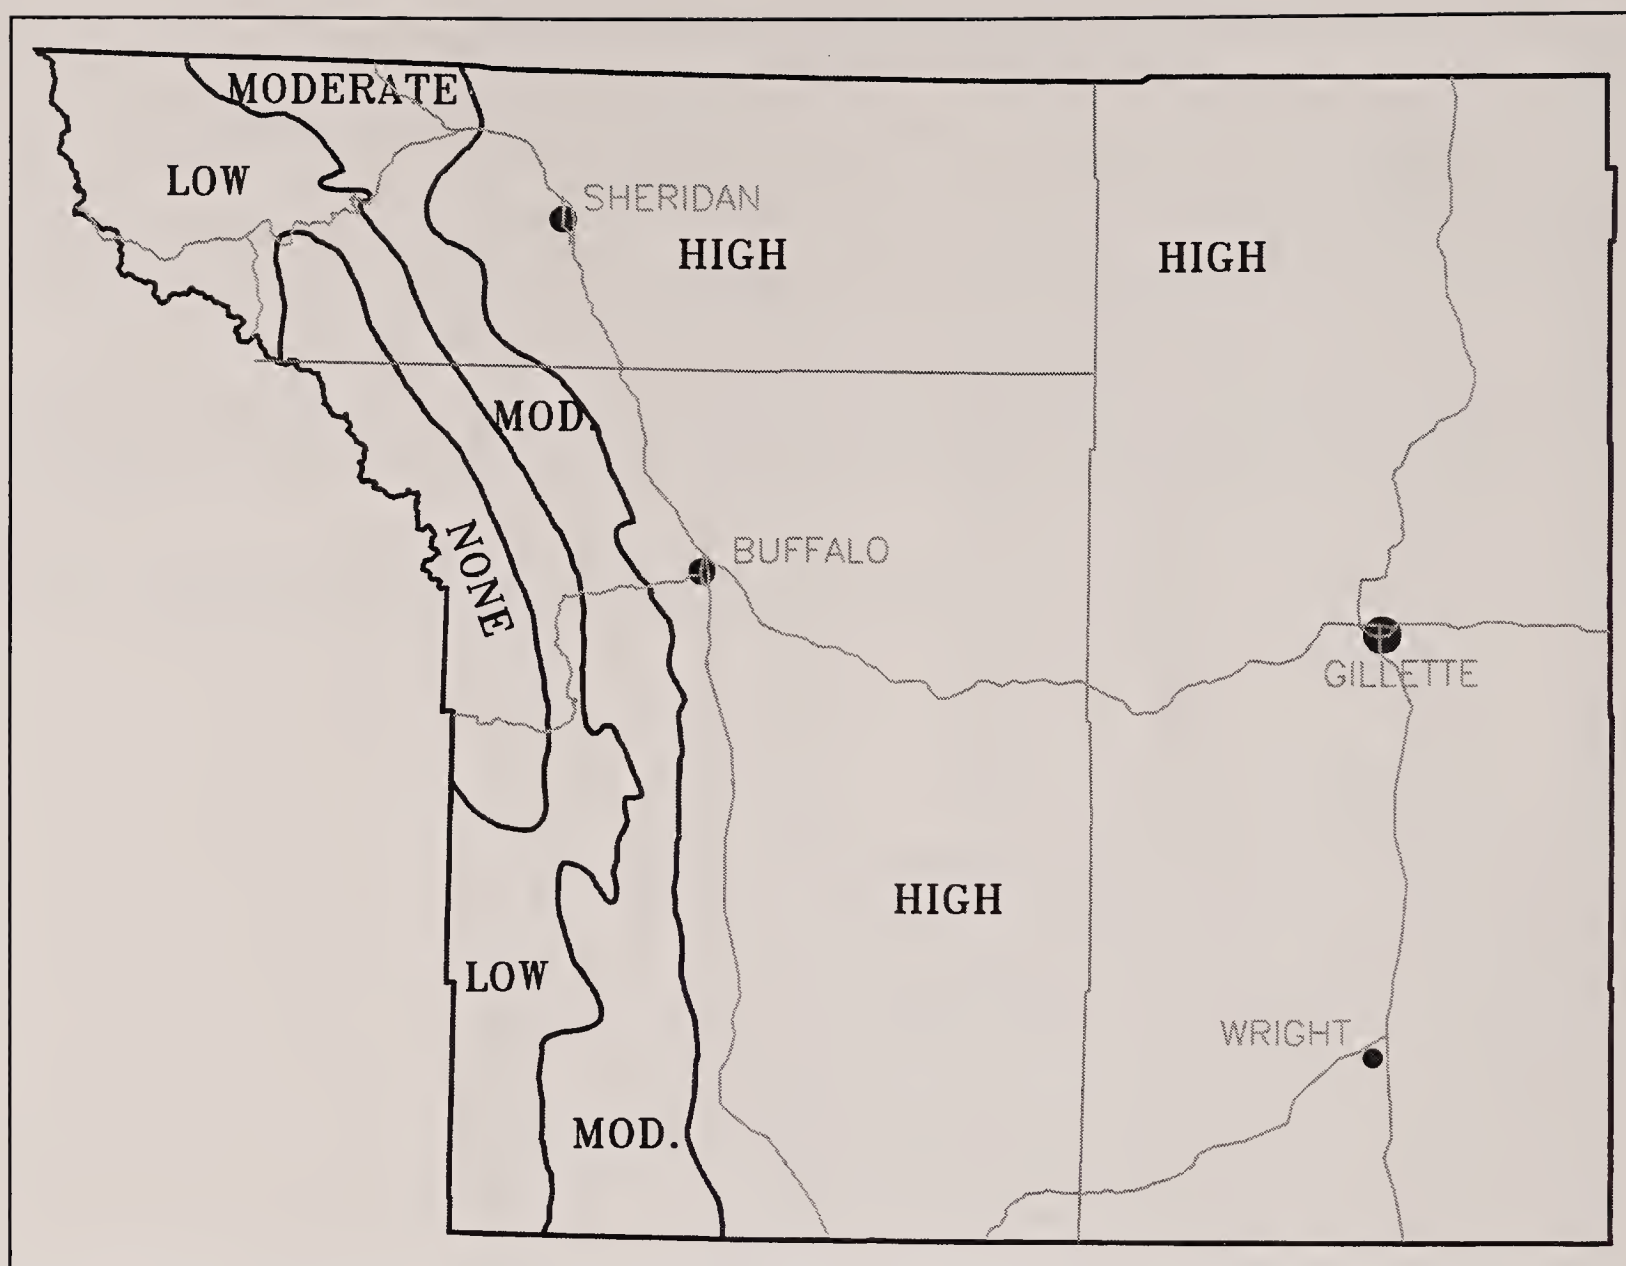 MODERATE
LOW
SHERIDAN
HIGH
HIGH
MOD.
NONE
BUFFALO
GILLETTE
HIGH
LOW
WRIGHT
MOD.